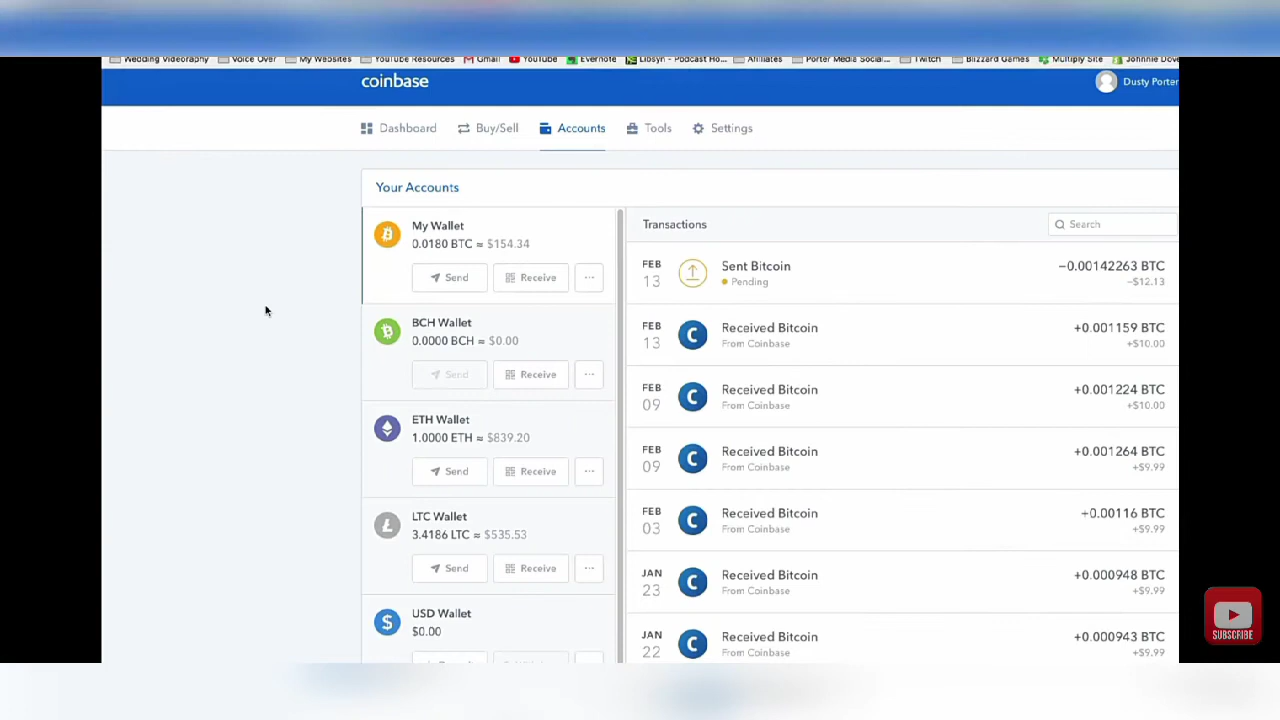 Wedding Videography Voice Over My Websites YouTube Resources Gmail YouTube Evernote Libsyn - Podcast Ho... Affiliates Porter Media Social... Twitch Blizzard Games Multiply Site Johnnie Dov
coinbase Dusty Porter
Dashboard Buy/Sell Accounts Tools Settings
Your Accounts
My Wallet
0.0180 BTC ≈ $154.34
Send Receive ...
BCH Wallet
0.0000 BCH ≈ $0.00
Send Receive ...
ETH Wallet
1.0000 ETH ≈ $839.20
Send Receive ...
LTC Wallet
3.4186 LTC ≈ $535.53
Send Receive ...
USD Wallet
$0.00
Transactions Search
FEB 13 Sent Bitcoin −0.00142263 BTC
Pending −$12.13
FEB 13 Received Bitcoin +0.001159 BTC
From Coinbase +$10.00
FEB 09 Received Bitcoin +0.001224 BTC
From Coinbase +$10.00
FEB 09 Received Bitcoin +0.001264 BTC
From Coinbase +$9.99
FEB 03 Received Bitcoin +0.00116 BTC
From Coinbase +$9.99
JAN 23 Received Bitcoin +0.000948 BTC
From Coinbase +$9.99
JAN 22 Received Bitcoin +0.000943 BTC
From Coinbase +$9.99
SUBSCRIBE